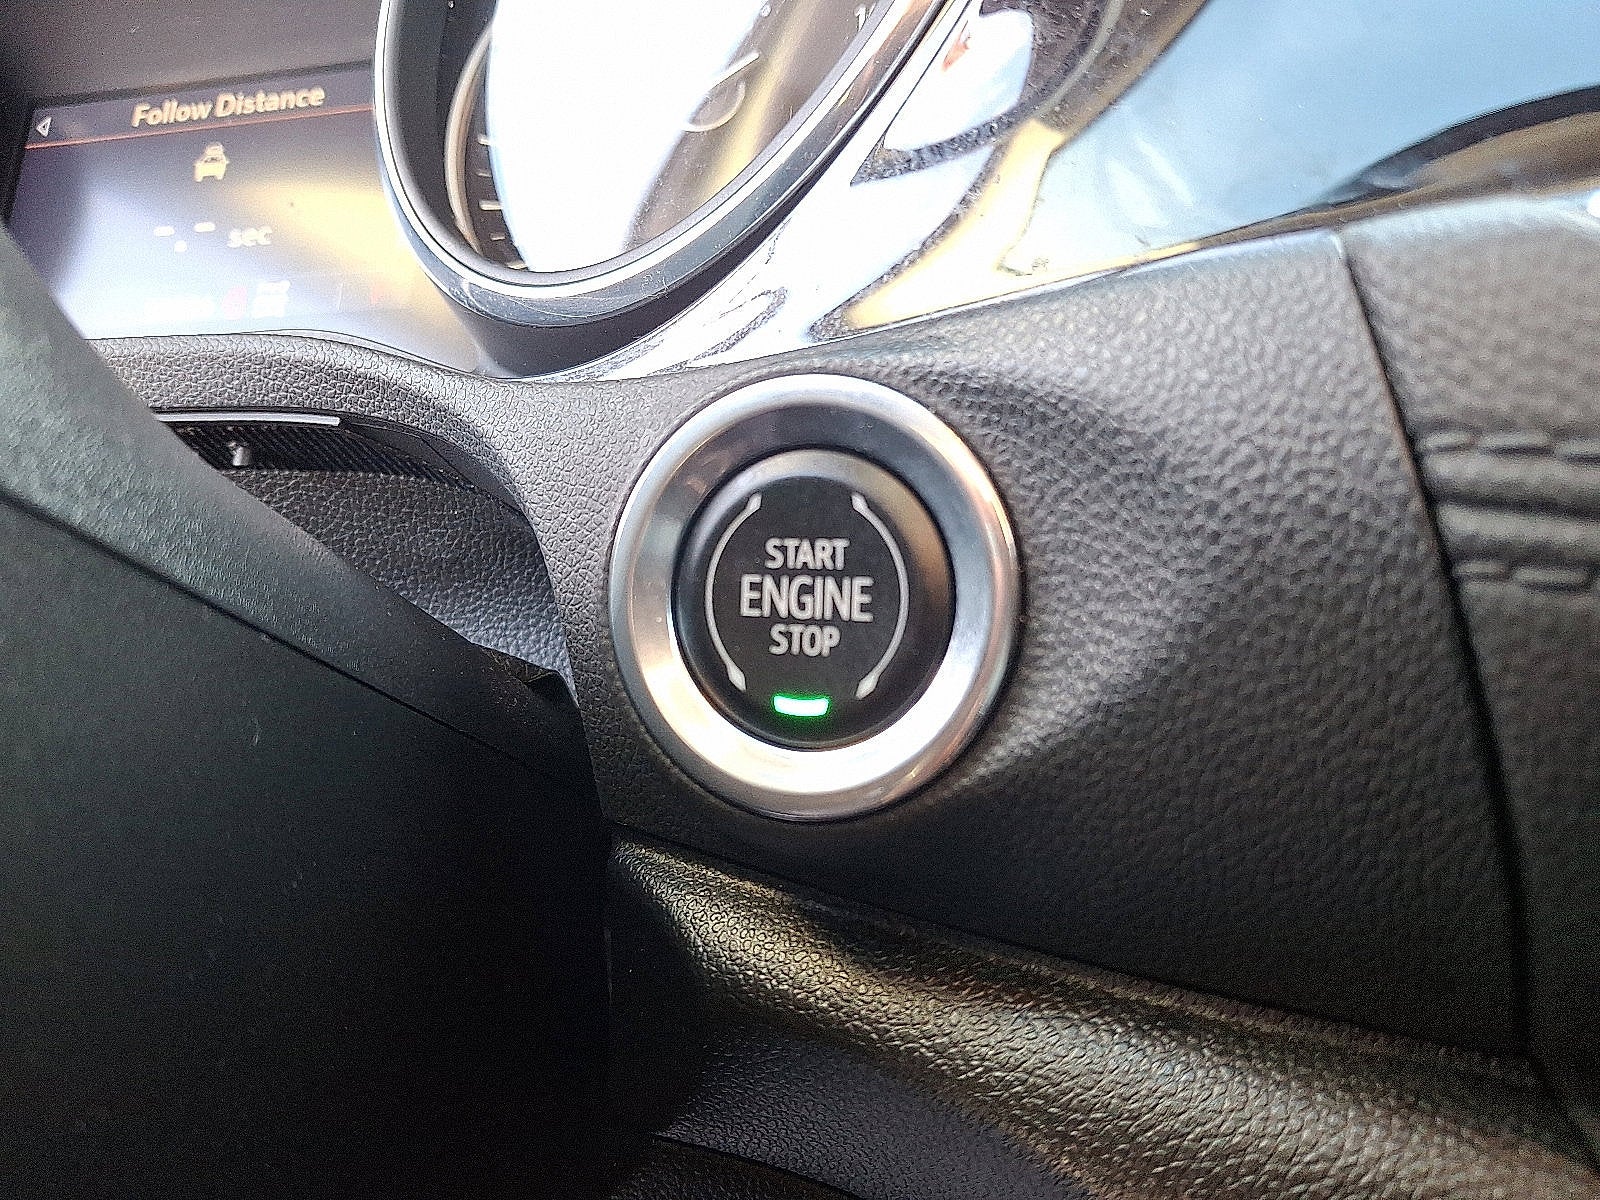 Follow Distance
-.- sec
START
ENGINE
STOP